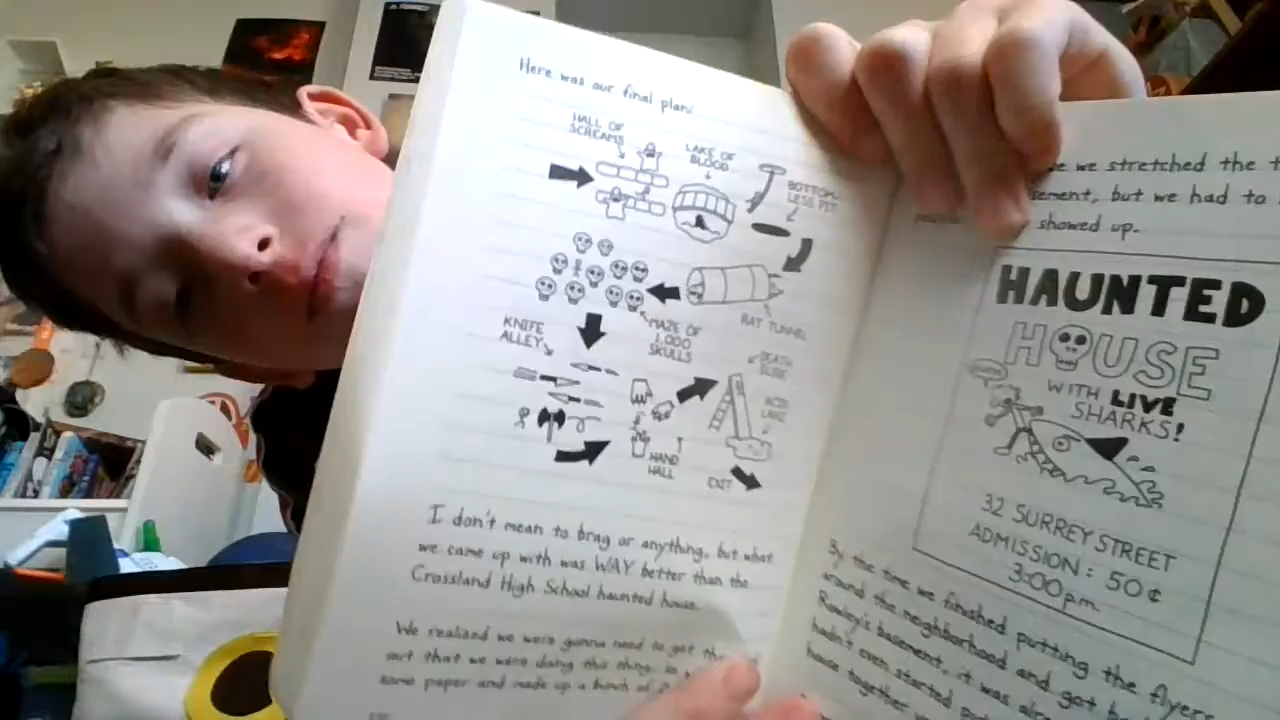 Here was our final plan:
HALL OF
SCREAMS
LAKE OF
BLOOD
BOTTOM-
LESS PIT
RAT TUNNEL
MAZE OF
1,000
SKULLS
KNIFE
ALLEY
HAND
HALL
DEATH
SLIDE
ACID
LAKE
EXIT
I don't mean to brag or anything, but what
we came up with was WAY better than the
Crossland High School haunted house.
We realized we were gonna need to get the
out that we were doing this thing, so
some paper and made up a bunch of
we stretched the
but we had to
showed up.
HAUNTED
HOUSE
WITH LIVE
SHARKS!
32 SURREY STREET
ADMISSION: 50¢
3:00pm
By the time we finished putting the flyers
around the neighborhood and got
Rowley's basement, it was
hadn't even started
house together